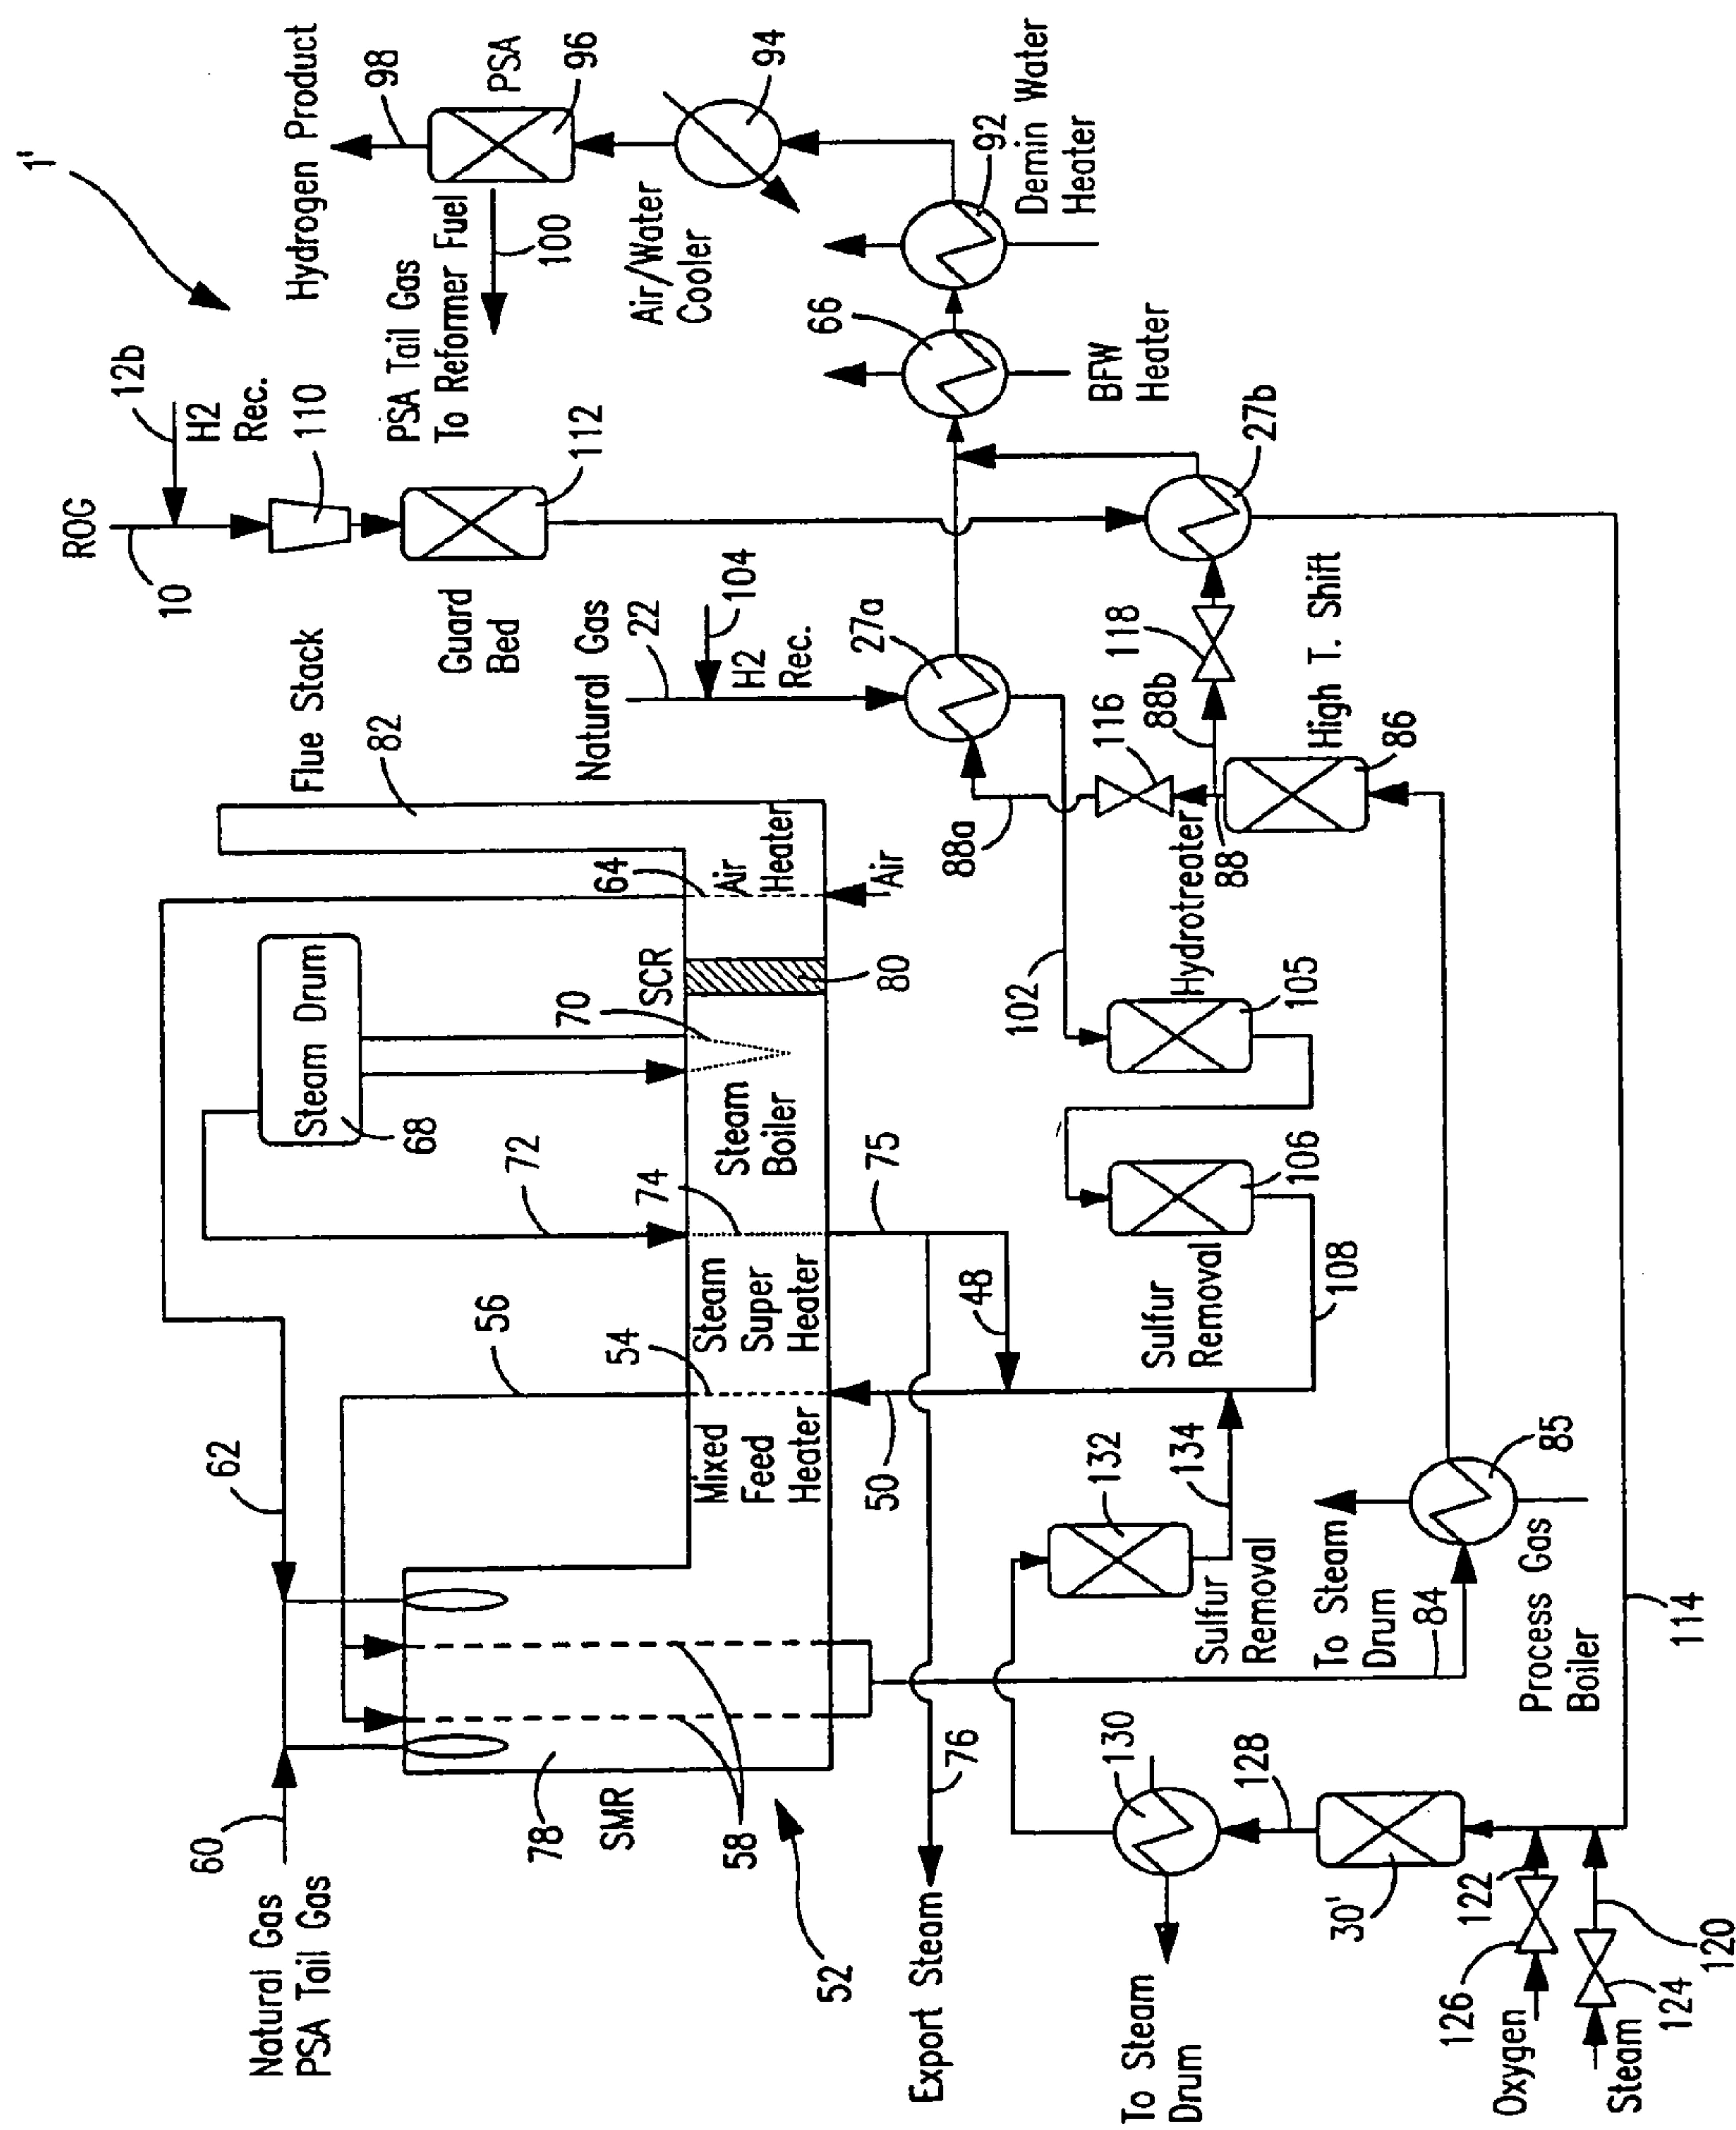 1'
ROG
10
12b
H2
Rec.
110
112
Guard
Bed
Hydrogen Product
98
PSA
96
PSA Tail Gas
To Reformer Fuel
100
Air/Water
Cooler
94
92
Demin Water
Heater
66
BFW
Heater
27b
Flue Stack
82
Natural Gas
22
104
H2
Rec.
27a
118
116
88b
88a
88
High T. Shift
86
64
Air
Heater
Air
Steam Drum
68
SCR
70
80
Steam
Boiler
72
74
Steam
Super
Heater
75
48
102
Hydrotreater
105
106
Sulfur
Removal
108
62
56
54
Mixed
Feed
Heater
50
132
134
Sulfur
Removal
To Steam
Drum
85
Process Gas
Boiler
84
114
60
Natural Gas
PSA Tail Gas
78
SMR
58
52
76
Export Steam
130
To Steam
Drum
128
30'
122
126
Oxygen
120
124
Steam